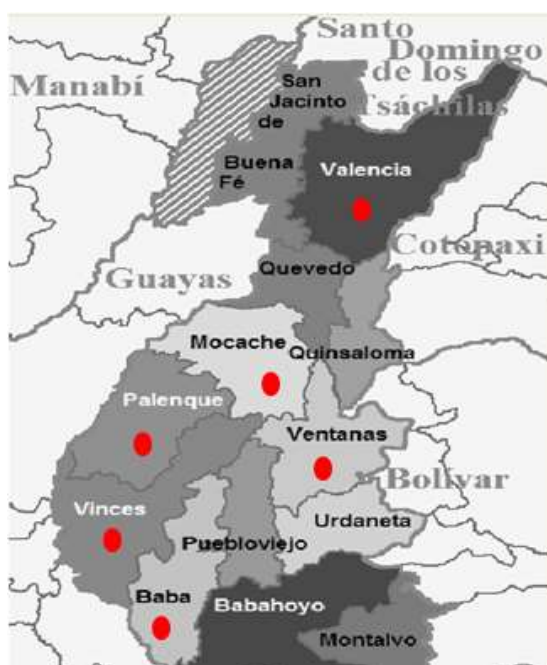 Santo
Domingo
de los
Tsáchilas
Manabí
San
Jacinto
de
Buena
Fé
Valencia
Cotopaxi
Guayas
Quevedo
Mocache
Quinsaloma
Palenque
Ventanas
Bolívar
Vinces
Urdaneta
Puebloviejo
Baba
Babahoyo
Montalvo